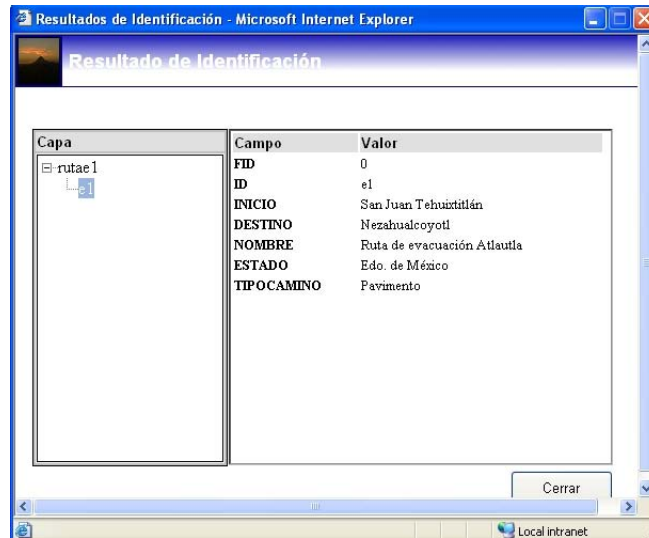 Resultados de Identificación - Microsoft Internet Explorer
Resultado de Identificación
Capa
rutae1
e1
Campo Valor
FID 0
ID e1
INICIO San Juan Tehuixtitlán
DESTINO Nezahualcoyotl
NOMBRE Ruta de evacuación Atlautla
ESTADO Edo. de México
TIPOCAMINO Pavimento
Cerrar
Local intranet